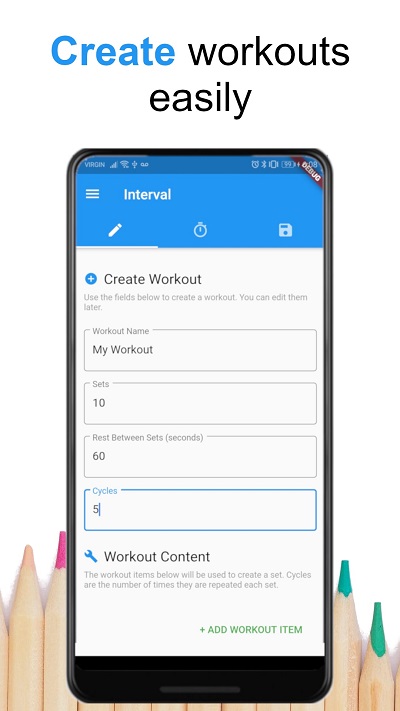 Create workouts
easily
VIRGIN 99 :08
DEBUG
Interval
Create Workout
Use the fields below to create a workout. You can edit them
later.
Workout Name
My Workout
Sets
10
Rest Between Sets (seconds)
60
Cycles
5
Workout Content
The workout items below will be used to create a set. Cycles
are the number of times they are repeated each set.
+ ADD WORKOUT ITEM